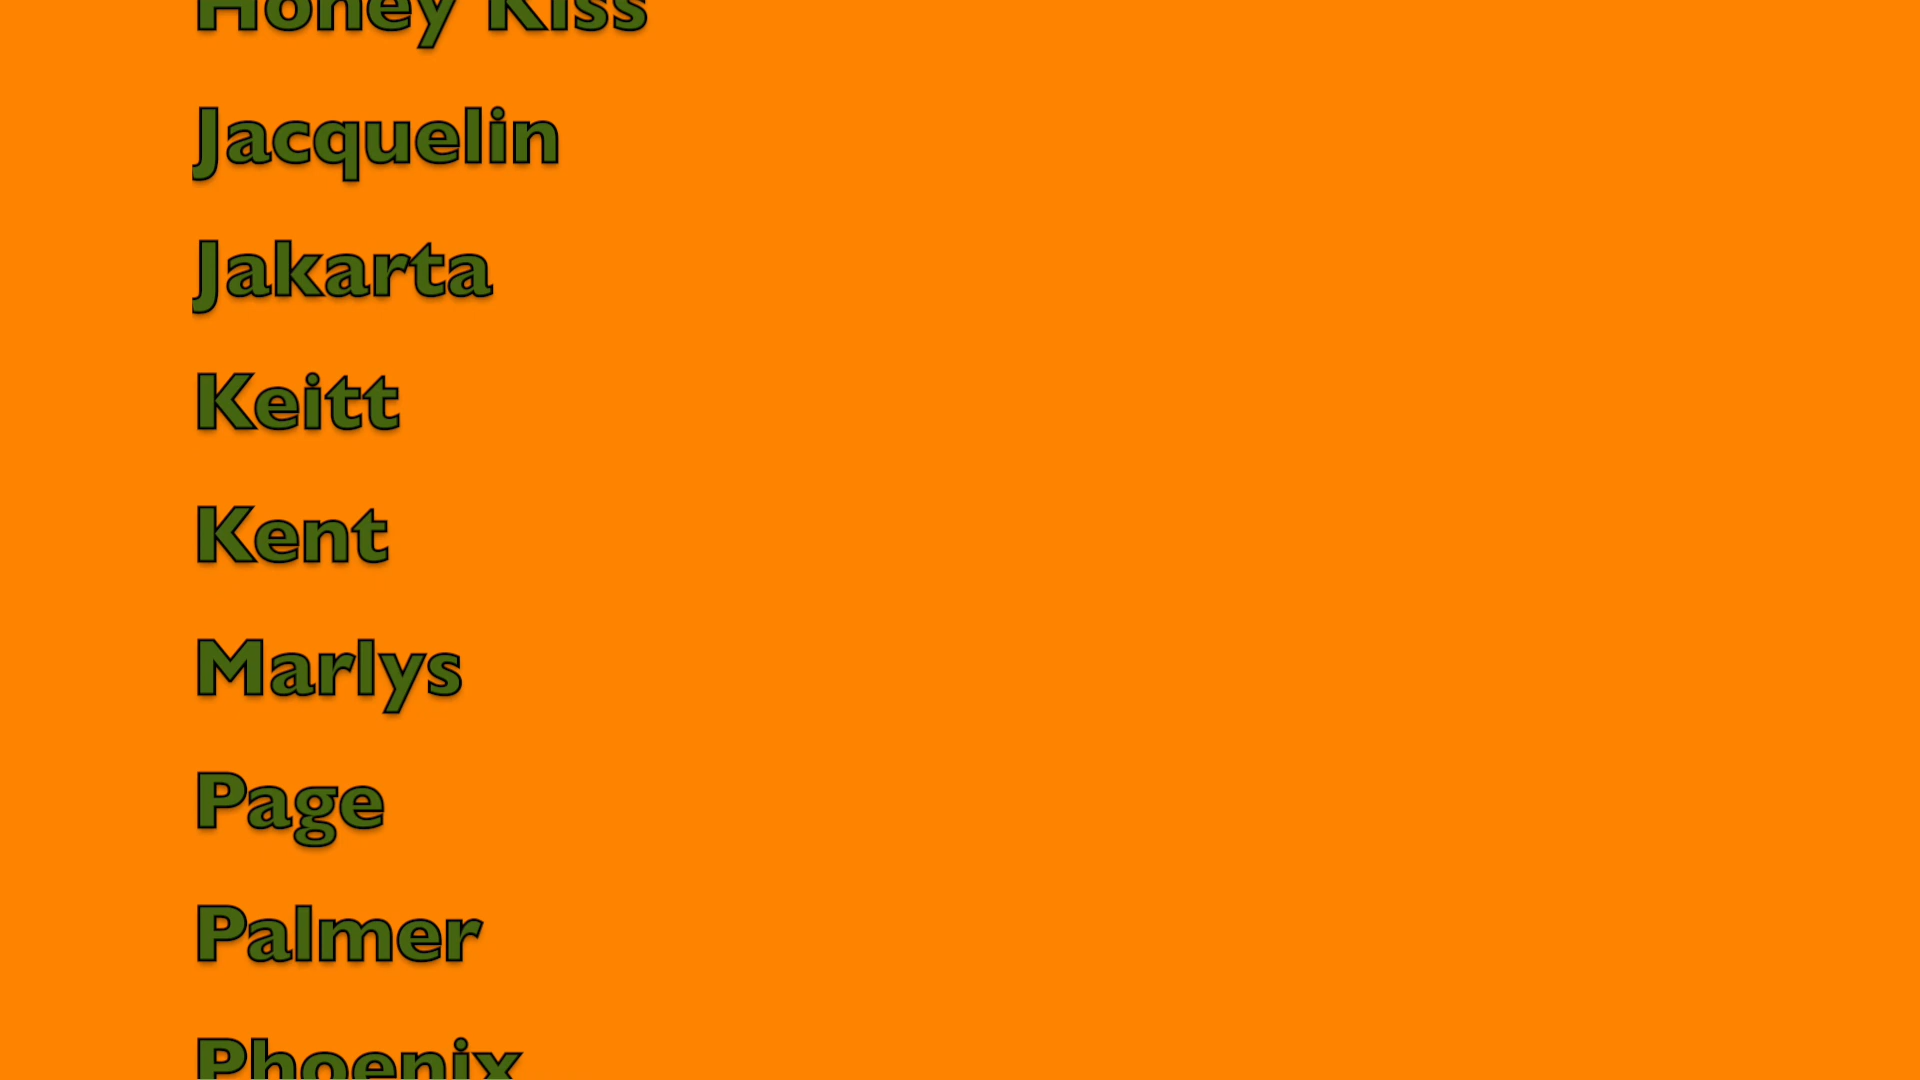 Honey Kiss
Jacquelin
Jakarta
Keitt
Kent
Marlys
Page
Palmer
Phoenix